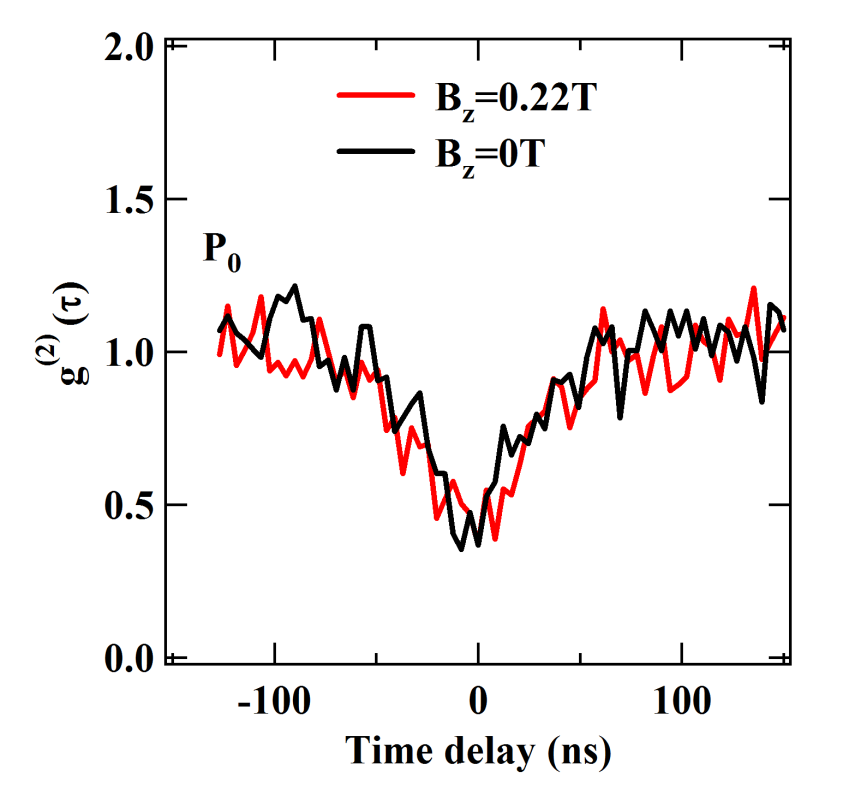 2.0
B_z=0.22T
B_z=0T
1.5
P_0
g^(2) (τ)
1.0
0.5
0.0
-100 0 100
Time delay (ns)